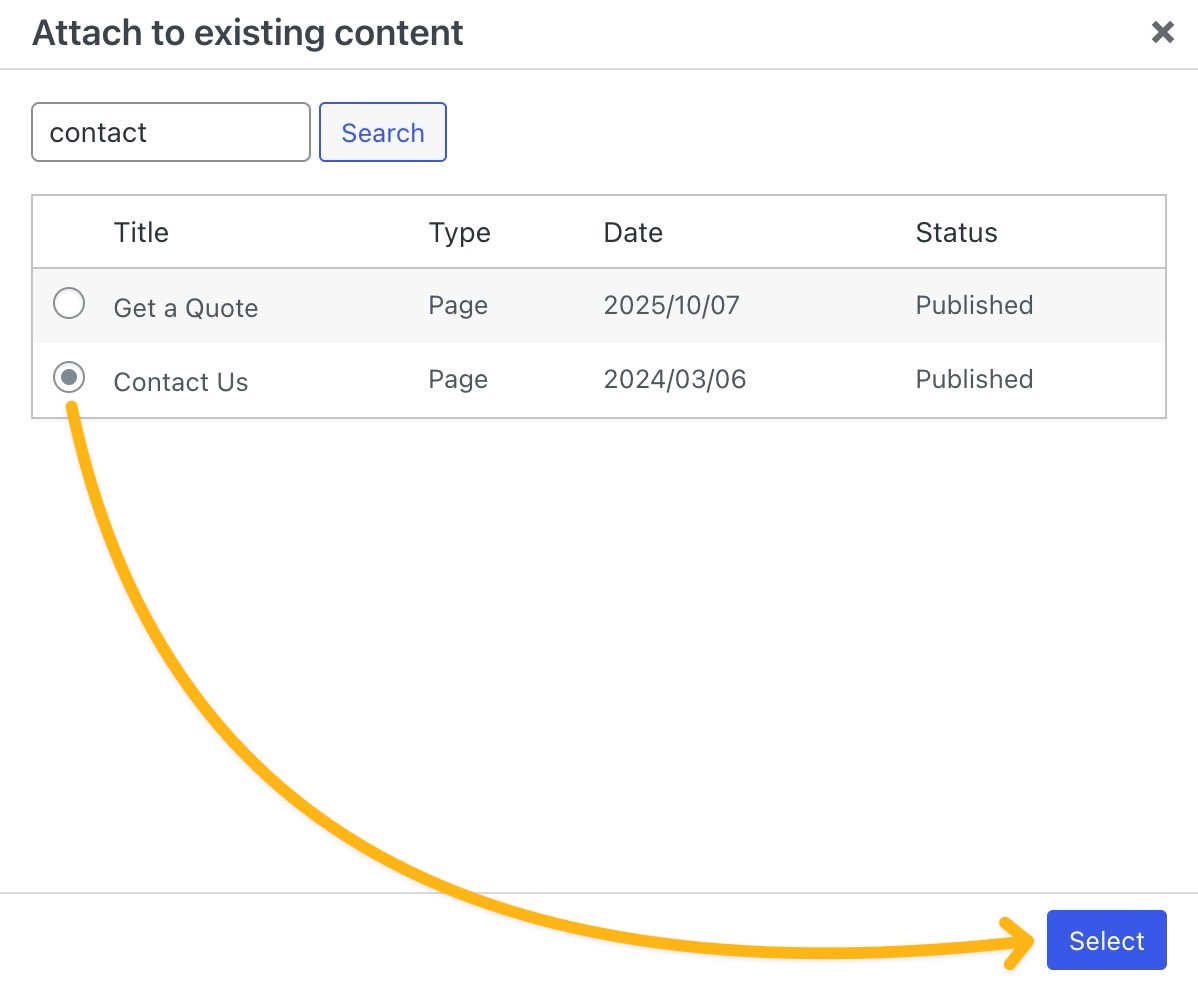 Attach to existing content
contact
Search
Title Type Date Status
Get a Quote Page 2025/10/07 Published
Contact Us Page 2024/03/06 Published
Select